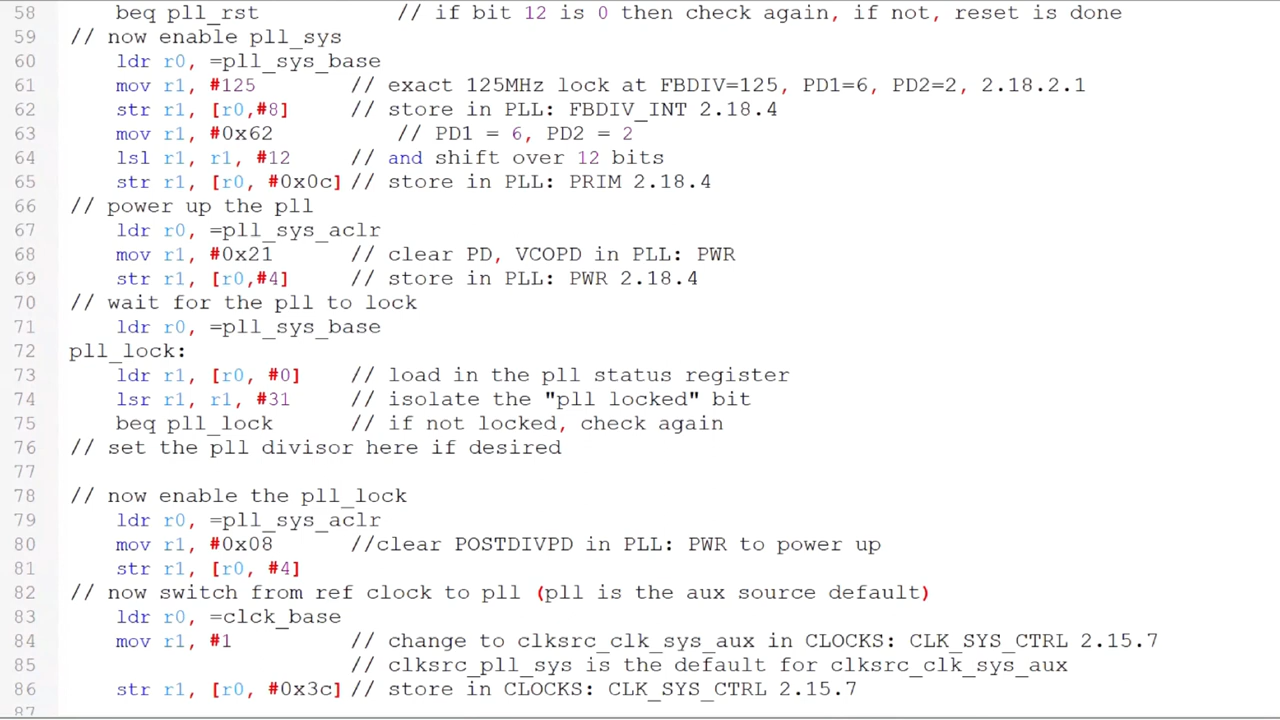 58 beq pll_rst // if bit 12 is 0 then check again, if not, reset is done
59 // now enable pll_sys
60 ldr r0, =pll_sys_base
61 mov r1, #125 // exact 125MHz lock at FBDIV=125, PD1=6, PD2=2, 2.18.2.1
62 str r1, [r0,#8] // store in PLL: FBDIV_INT 2.18.4
63 mov r1, #0x62 // PD1 = 6, PD2 = 2
64 lsl r1, r1, #12 // and shift over 12 bits
65 str r1, [r0, #0x0c] // store in PLL: PRIM 2.18.4
66 // power up the pll
67 ldr r0, =pll_sys_aclr
68 mov r1, #0x21 // clear PD, VCOPD in PLL: PWR
69 str r1, [r0,#4] // store in PLL: PWR 2.18.4
70 // wait for the pll to lock
71 ldr r0, =pll_sys_base
72 pll_lock:
73 ldr r1, [r0, #0] // load in the pll status register
74 lsr r1, r1, #31 // isolate the "pll locked" bit
75 beq pll_lock // if not locked, check again
76 // set the pll divisor here if desired
77
78 // now enable the pll_lock
79 ldr r0, =pll_sys_aclr
80 mov r1, #0x08 //clear POSTDIVPD in PLL: PWR to power up
81 str r1, [r0, #4]
82 // now switch from ref clock to pll (pll is the aux source default)
83 ldr r0, =clck_base
84 mov r1, #1 // change to clksrc_clk_sys_aux in CLOCKS: CLK_SYS_CTRL 2.15.7
85 // clksrc_pll_sys is the default for clksrc_clk_sys_aux
86 str r1, [r0, #0x3c] // store in CLOCKS: CLK_SYS_CTRL 2.15.7
87